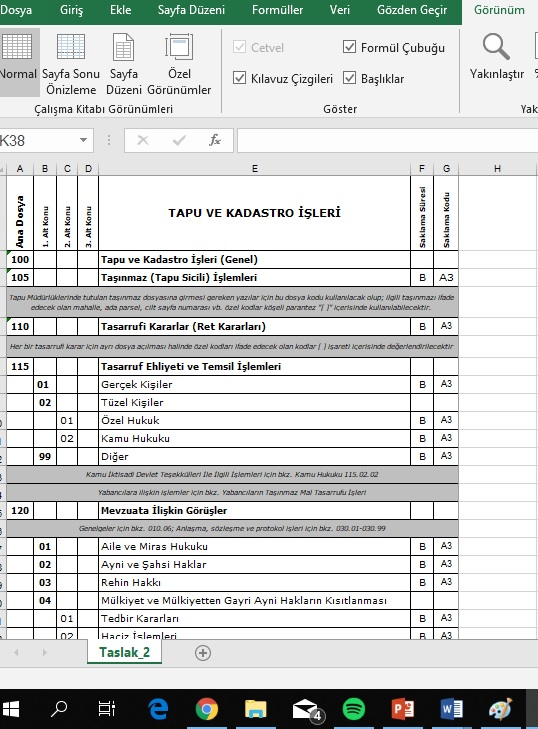 Dosya Giriş Ekle Sayfa Düzeni Formüller Veri Gözden Geçir Görünüm
Cetvel Formül Çubuğu
Normal Sayfa Sonu Sayfa Özel Yakınlaştır
Önizleme Düzeni Görünümler
Kılavuz Çizgileri Başlıklar
Çalışma Kitabı Görünümleri Göster Yak
K38 fx
A B C D E F G H
Ana Dosya 1. Alt Konu 2. Alt Konu 3. Alt Konu TAPU VE KADASTRO İŞLERİ Saklama Süresi Saklama Kodu
100 Tapu ve Kadastro İşleri (Genel)
105 Taşınmaz (Tapu Sicili) İşlemleri B A3
Tapu Müdürlüklerinde tutulan taşınmaz dosyasına girmesi gereken yazılar için bu dosya kodu kullanılacak olup; ilgili taşınmazı ifade
edecek olan mahalle, ada parsel, cilt sayfa numarası vb. özel kodlar köşeli parantez "[ ]" içerisinde kullanılabilecektir.
110 Tasarrufi Kararlar (Ret Kararları) B A3
Her bir tasarrufi karar için ayrı dosya açılması halinde özel kodları ifade edecek olan kodlar [ ] işareti içerisinde değerlendirilecektir
115 Tasarruf Ehliyeti ve Temsil İşlemleri
01 Gerçek Kişiler B A3
02 Tüzel Kişiler
01 Özel Hukuk B A3
02 Kamu Hukuku B A3
99 Diğer B A3
Kamu İktisadi Devlet Teşekkülleri İle İlgili İşlemleri için bkz. Kamu Hukuku 115.02.02
Yabancılara ilişkin işlemler için bkz. Yabancıların Taşınmaz Mal Tasarrufu İşleri
120 Mevzuata İlişkin Görüşler
Genelgeler için bkz. 010.06; Anlaşma, sözleşme ve protokol işleri için bkz. 030.01-030.99
01 Aile ve Miras Hukuku B A3
02 Ayni ve Şahsi Haklar B A3
03 Rehin Hakkı B A3
04 Mülkiyet ve Mülkiyetten Gayri Ayni Hakların Kısıtlanması
01 Tedbir Kararları B A3
02 Haciz İşlemleri B A3
Taslak_2
4